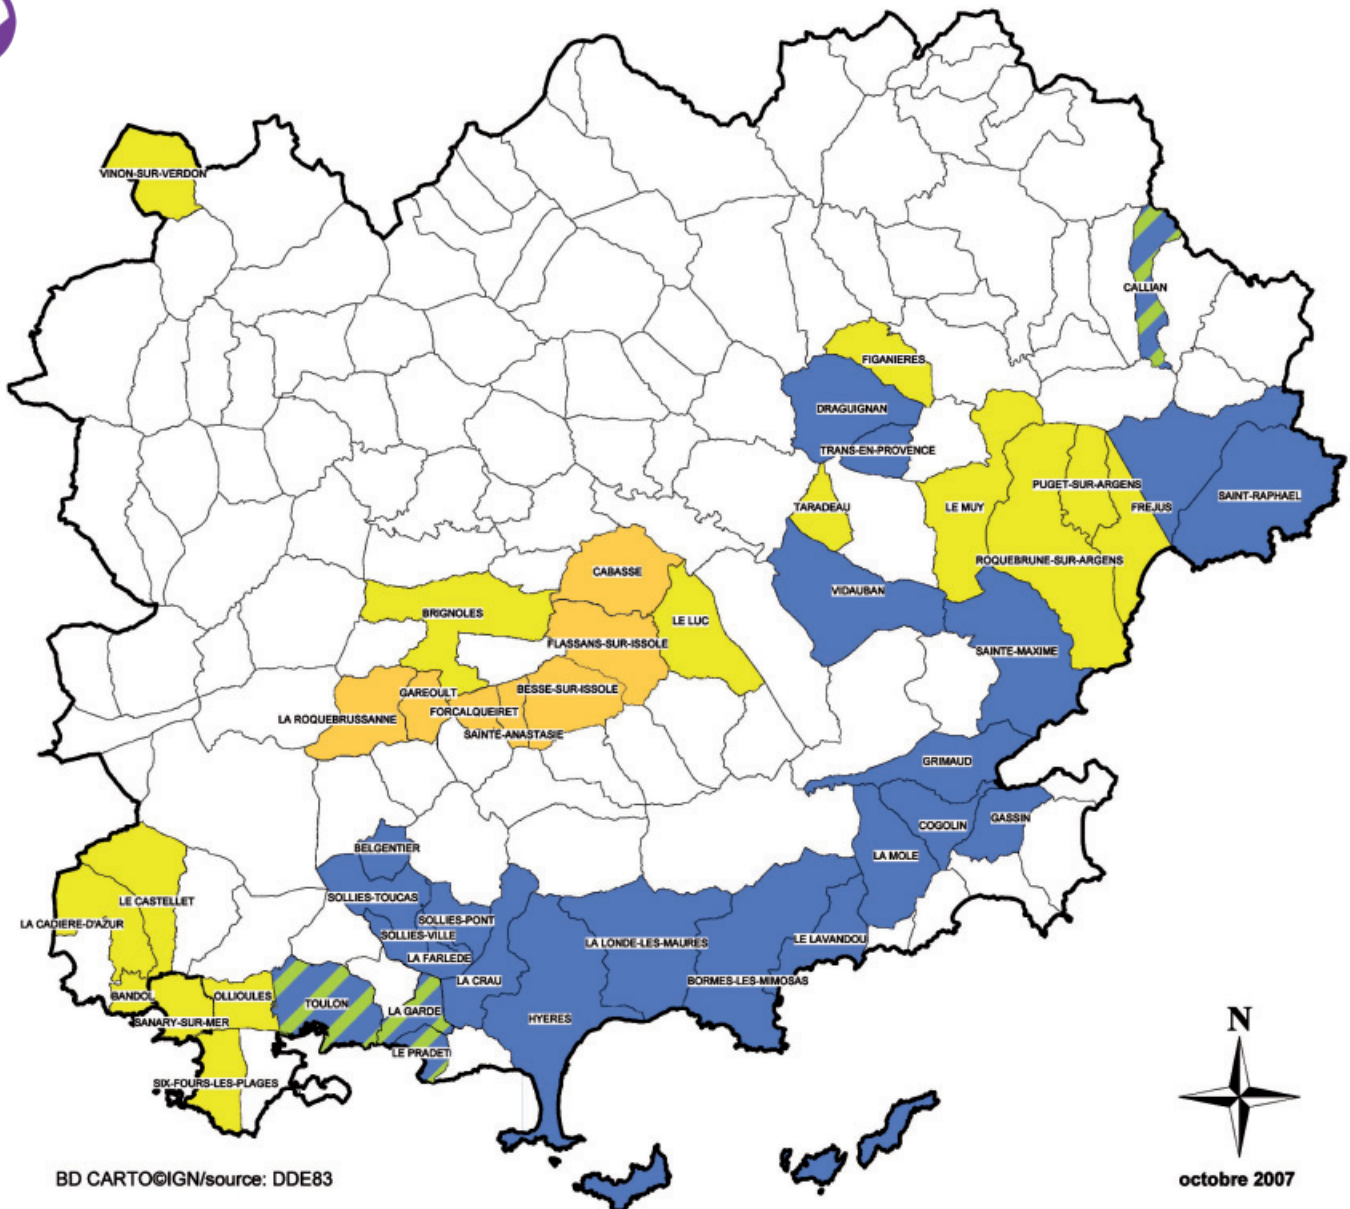 VINON-SUR-VERDON
CALLIAN
FIGANIERES
DRAGUIGNAN
TRANS-EN-PROVENCE
PUGET-SUR-ARGENS
SAINT-RAPHAEL
TARADEAU
LE MUY
FREJUS
ROQUEBRUNE-SUR-ARGENS
CABASSE
VIDAUBAN
BRIGNOLES
LE LUC
FLASSANS-SUR-ISSOLE
SAINTE-MAXIME
GAREOULT
BESSE-SUR-ISSOLE
LA ROQUEBRUSSANNE
FORCALQUEIRET
SAINTE-ANASTASIE
GRIMAUD
COGOLIN
GASSIN
BELGENTIER
LA MOLE
SOLLIES-TOUCAS
LE CASTELLET
LA CADIERE-D'AZUR
SOLLIES-PONT
SOLLIES-VILLE
LA LONDE-LES-MAURES
LE LAVANDOU
LA FARLEDE
LA CRAU
BORMES-LES-MIMOSAS
BANDOL
OLLIOULES
TOULON
LA GARDE
SANARY-SUR-MER
HYERES
LE PRADET
SIX-FOURS-LES-PLAGES
N
BD CARTO©IGN/source: DDE83
octobre 2007